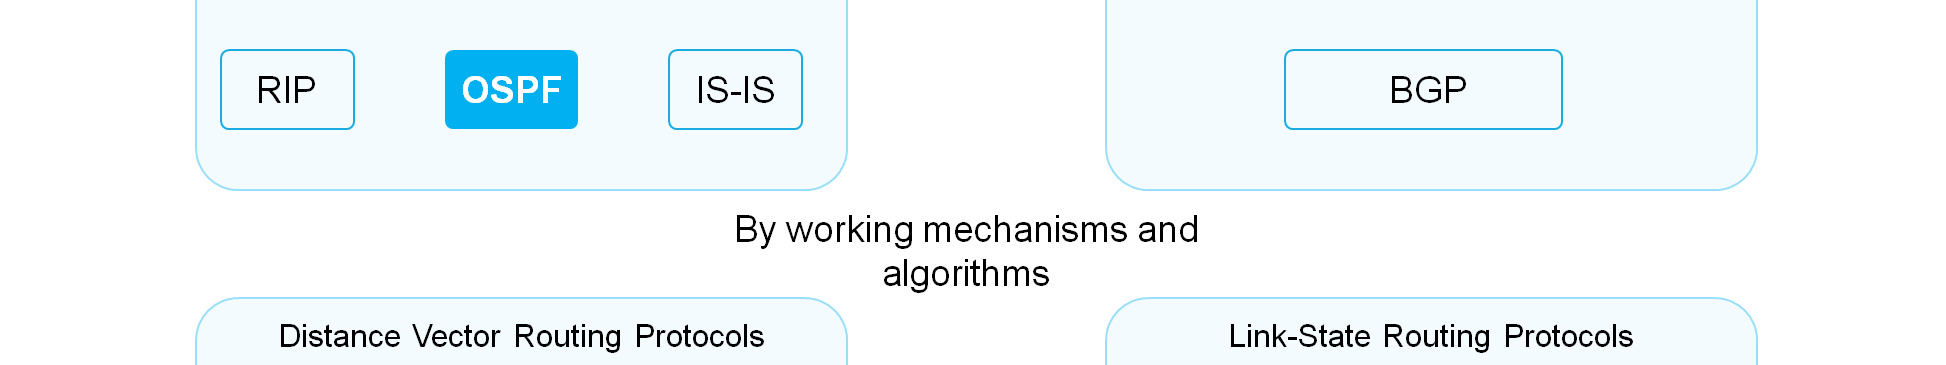 RIP OSPF IS-IS BGP
By working mechanisms and
algorithms
Distance Vector Routing Protocols Link-State Routing Protocols